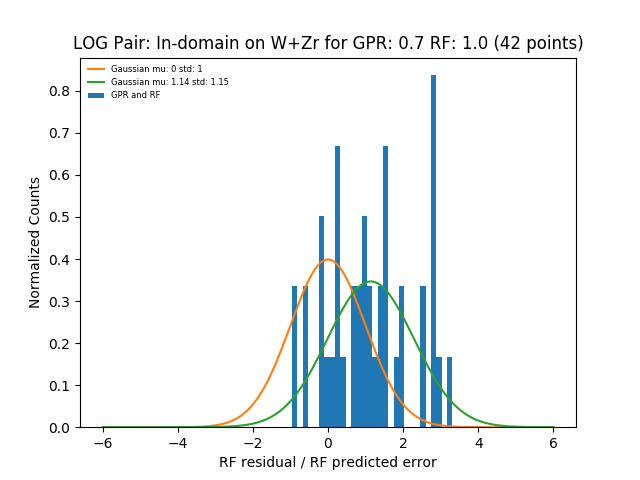 LOG Pair: In-domain on W+Zr for GPR: 0.7 RF: 1.0 (42 points)
Gaussian mu: 0 std: 1
Gaussian mu: 1.14 std: 1.15
GPR and RF
Normalized Counts
0.8
0.7
0.6
0.5
0.4
0.3
0.2
0.1
0.0
−6 −4 −2 0 2 4 6
RF residual / RF predicted error